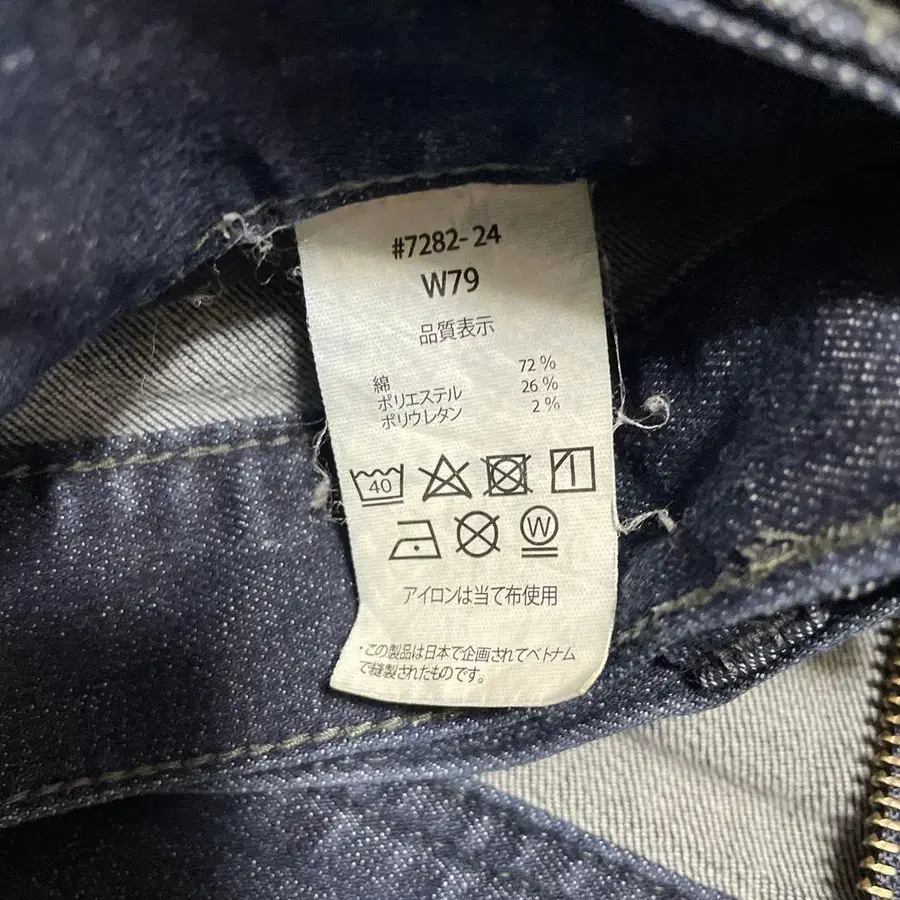 #7282-24
W79
品質表示
綿 72%
ポリエステル 26%
ポリウレタン 2%
40
W
アイロンは当て布使用
・この製品は日本で企画されてベトナム
で縫製されたものです。